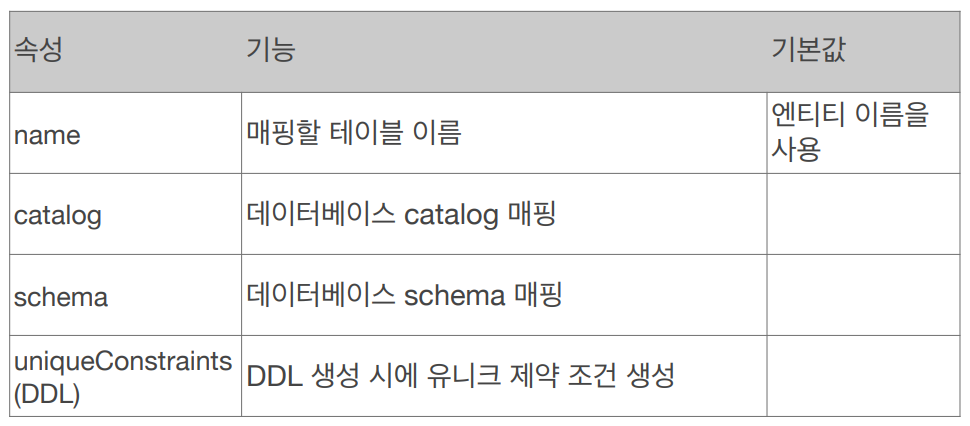 속성 기능 기본값
name 매핑할 테이블 이름 엔티티 이름을
사용
catalog 데이터베이스 catalog 매핑
schema 데이터베이스 schema 매핑
uniqueConstraints
(DDL) DDL 생성 시에 유니크 제약 조건 생성